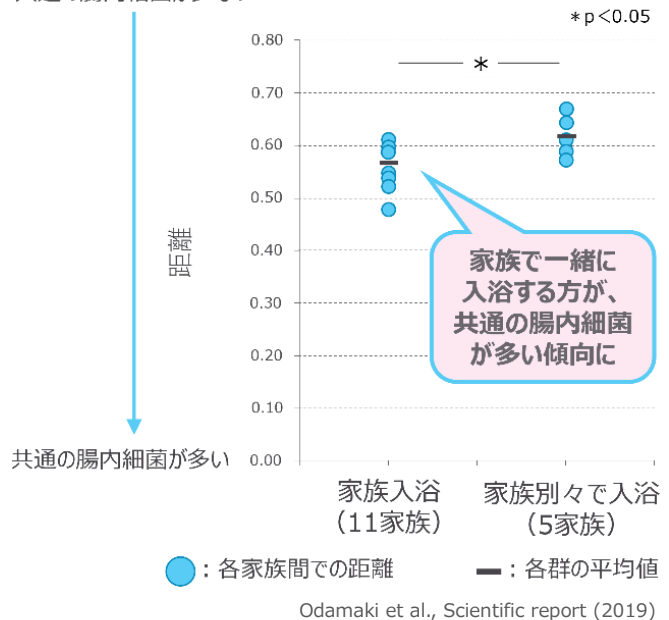 *p<0.05
0.80
*
0.70
0.60
0.50
0.40
0.30
0.20
0.10
0.00
距離
家族で一緒に
入浴する方が、
共通の腸内細菌
が多い傾向に
共通の腸内細菌が多い
家族入浴
（11家族）
家族別々で入浴
（5家族）
：各家族間での距離
：各群の平均値
Odamaki et al., Scientific report (2019)